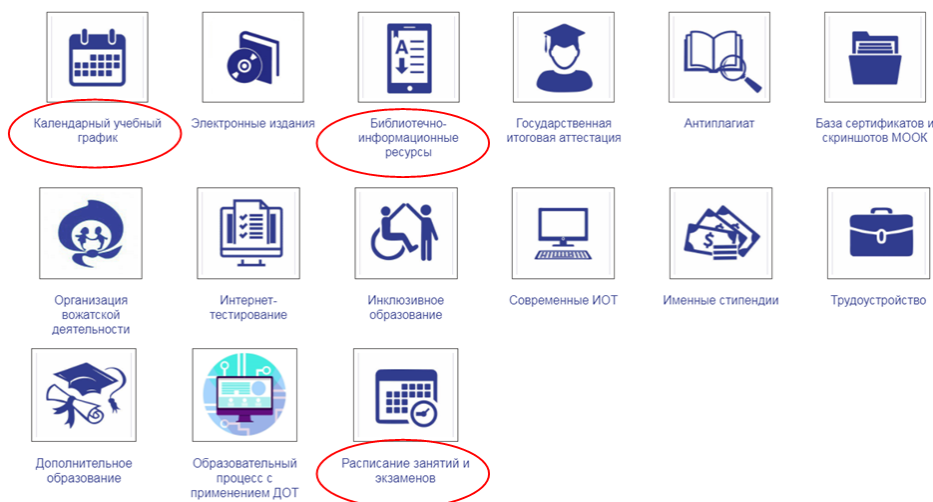 Календарный учебный
график
Электронные издания
Библиотечно-
информационные
ресурсы
Государственная
итоговая аттестация
Антиплагиат
База сертификатов и
скриншотов МООК
Организация
вожатской
деятельности
Интернет-
тестирование
Инклюзивное
образование
Современные ИОТ
Именные стипендии
Трудоустройство
Дополнительное
образование
Образовательный
процесс с
применением ДОТ
Расписание занятий и
экзаменов